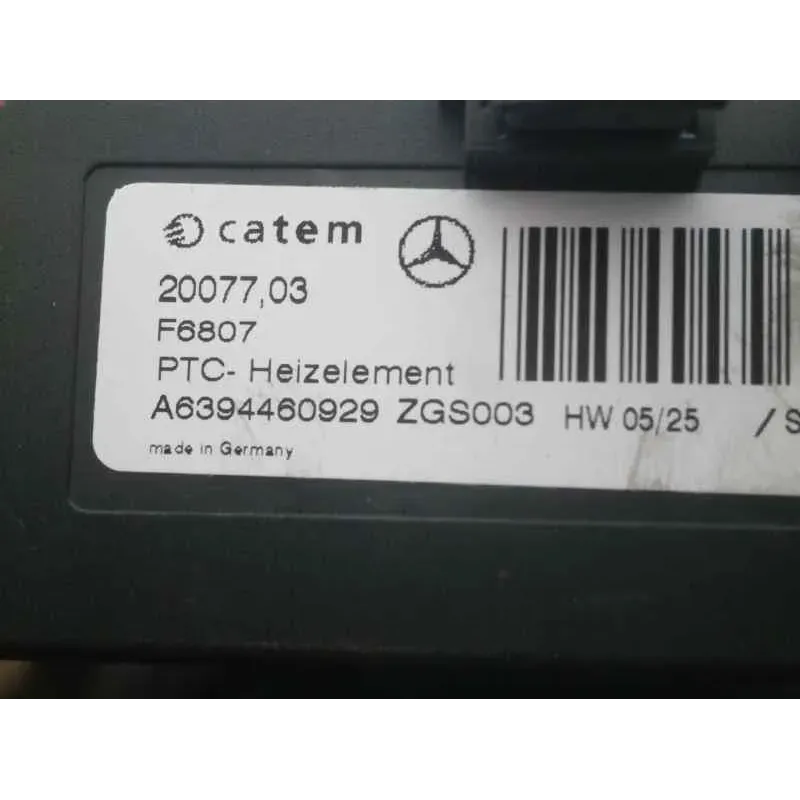 catem
20077,03
F6807
PTC- Heizelement
A6394460929 ZGS003 HW 05/25 / S
made in Germany